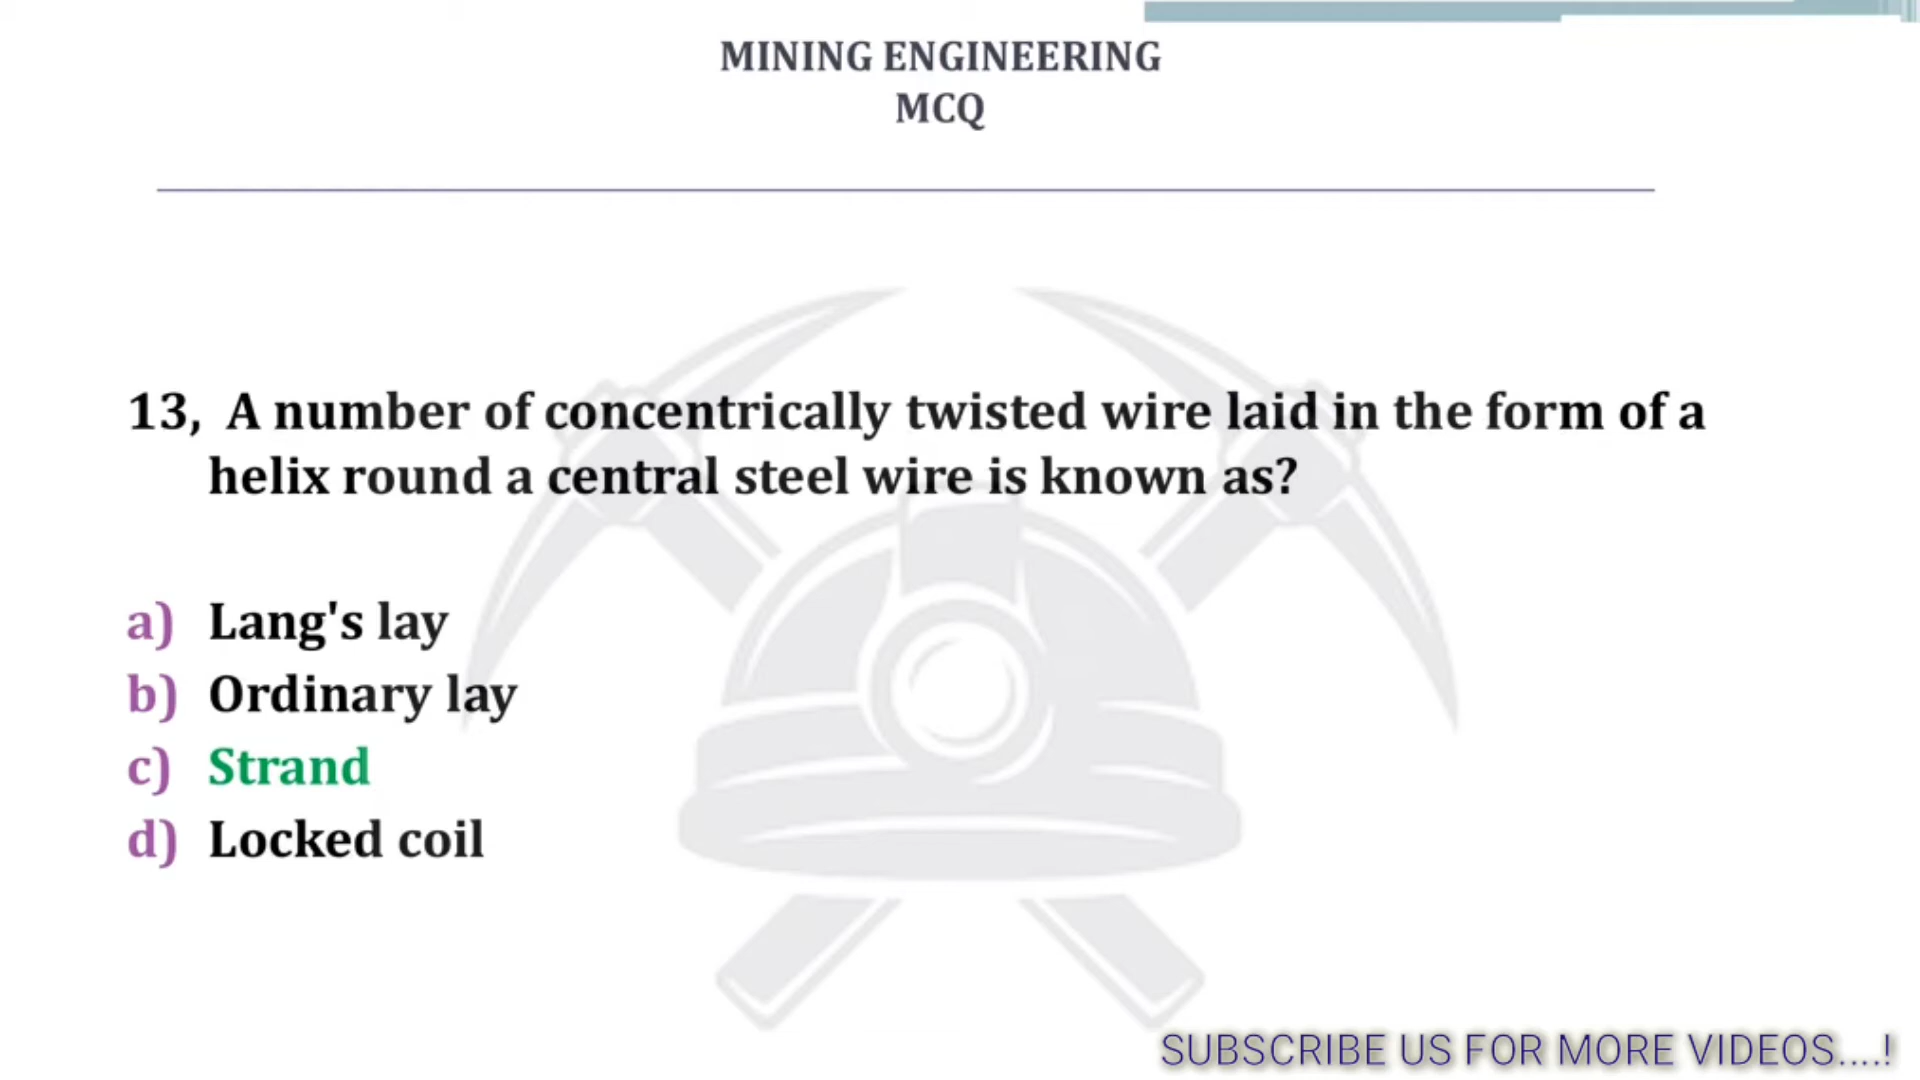 MINING ENGINEERING
MCQ
13, A number of concentrically twisted wire laid in the form of a
helix round a central steel wire is known as?
a) Lang's lay
b) Ordinary lay
c) Strand
d) Locked coil
SUBSCRIBE US FOR MORE VIDEOS....!